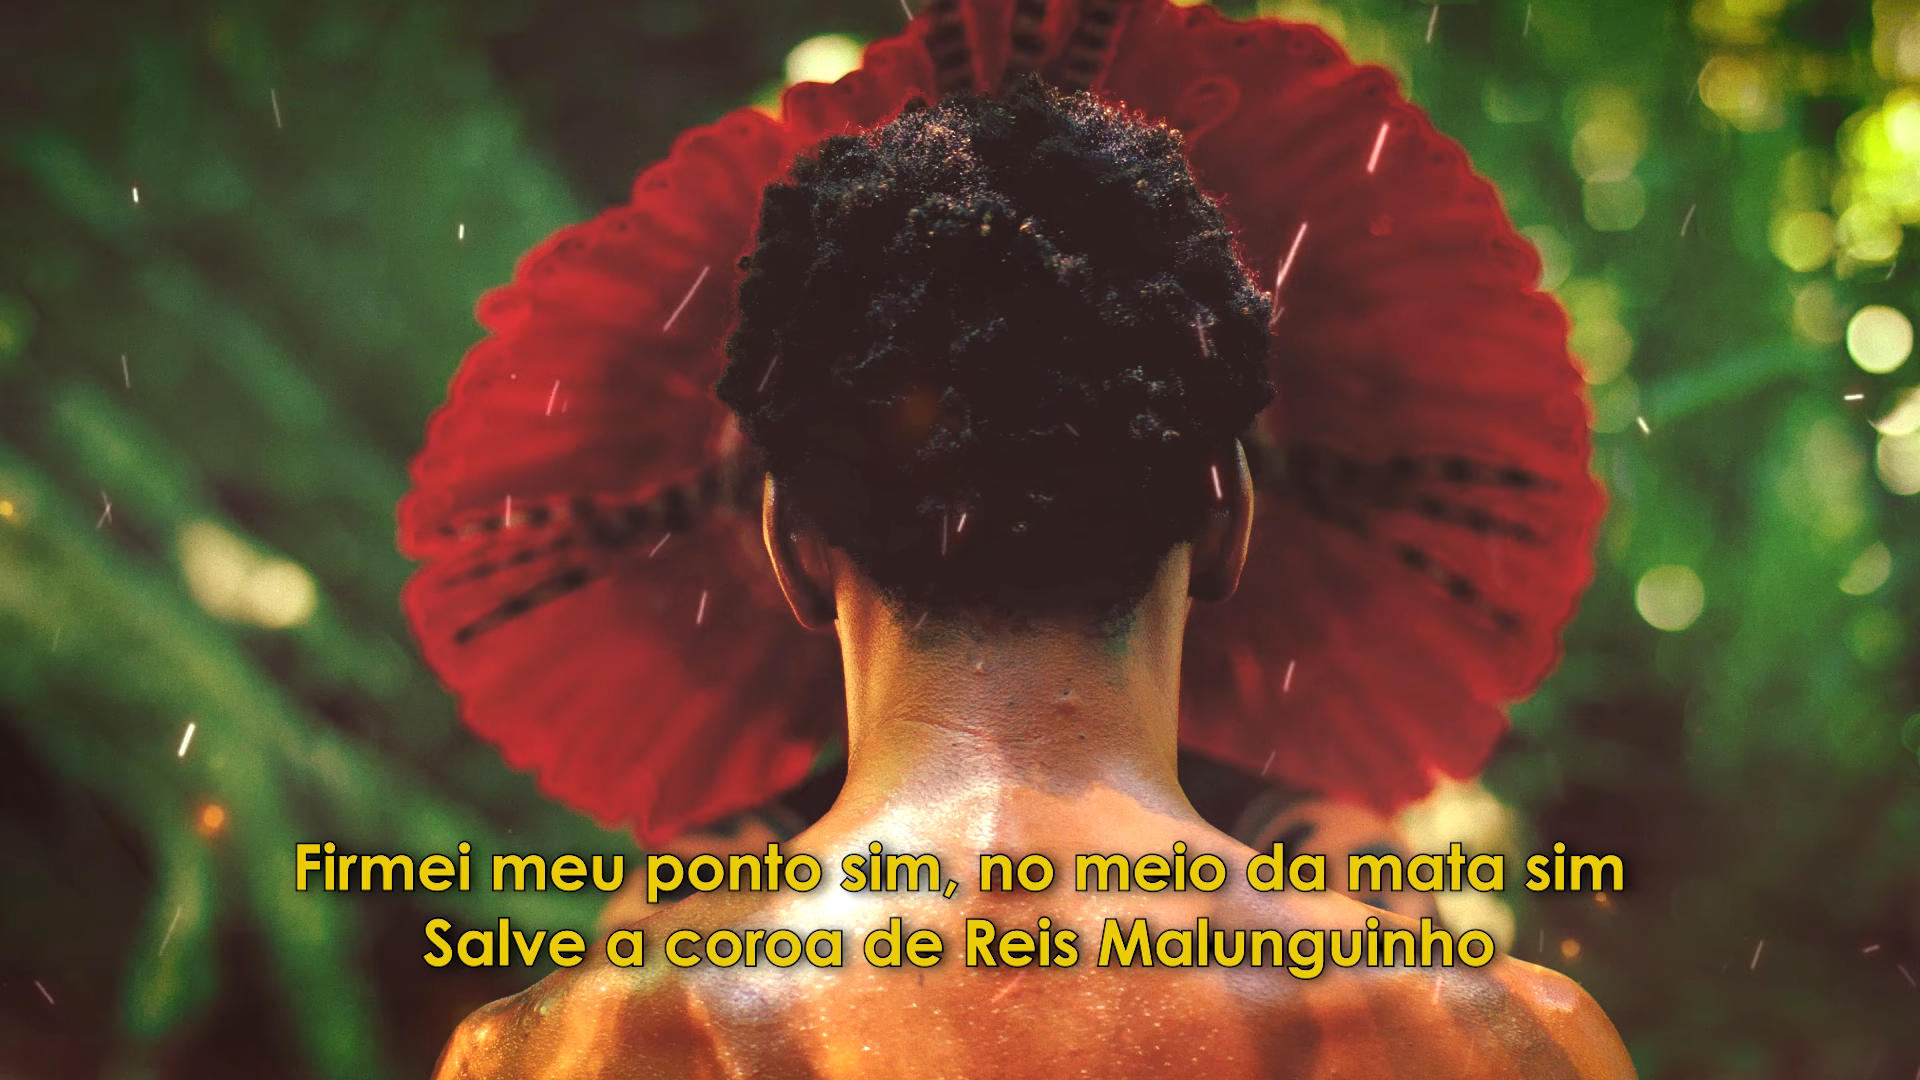 Firmei meu ponto sim, no meio da mata sim
Salve a coroa de Reis Malunguinho